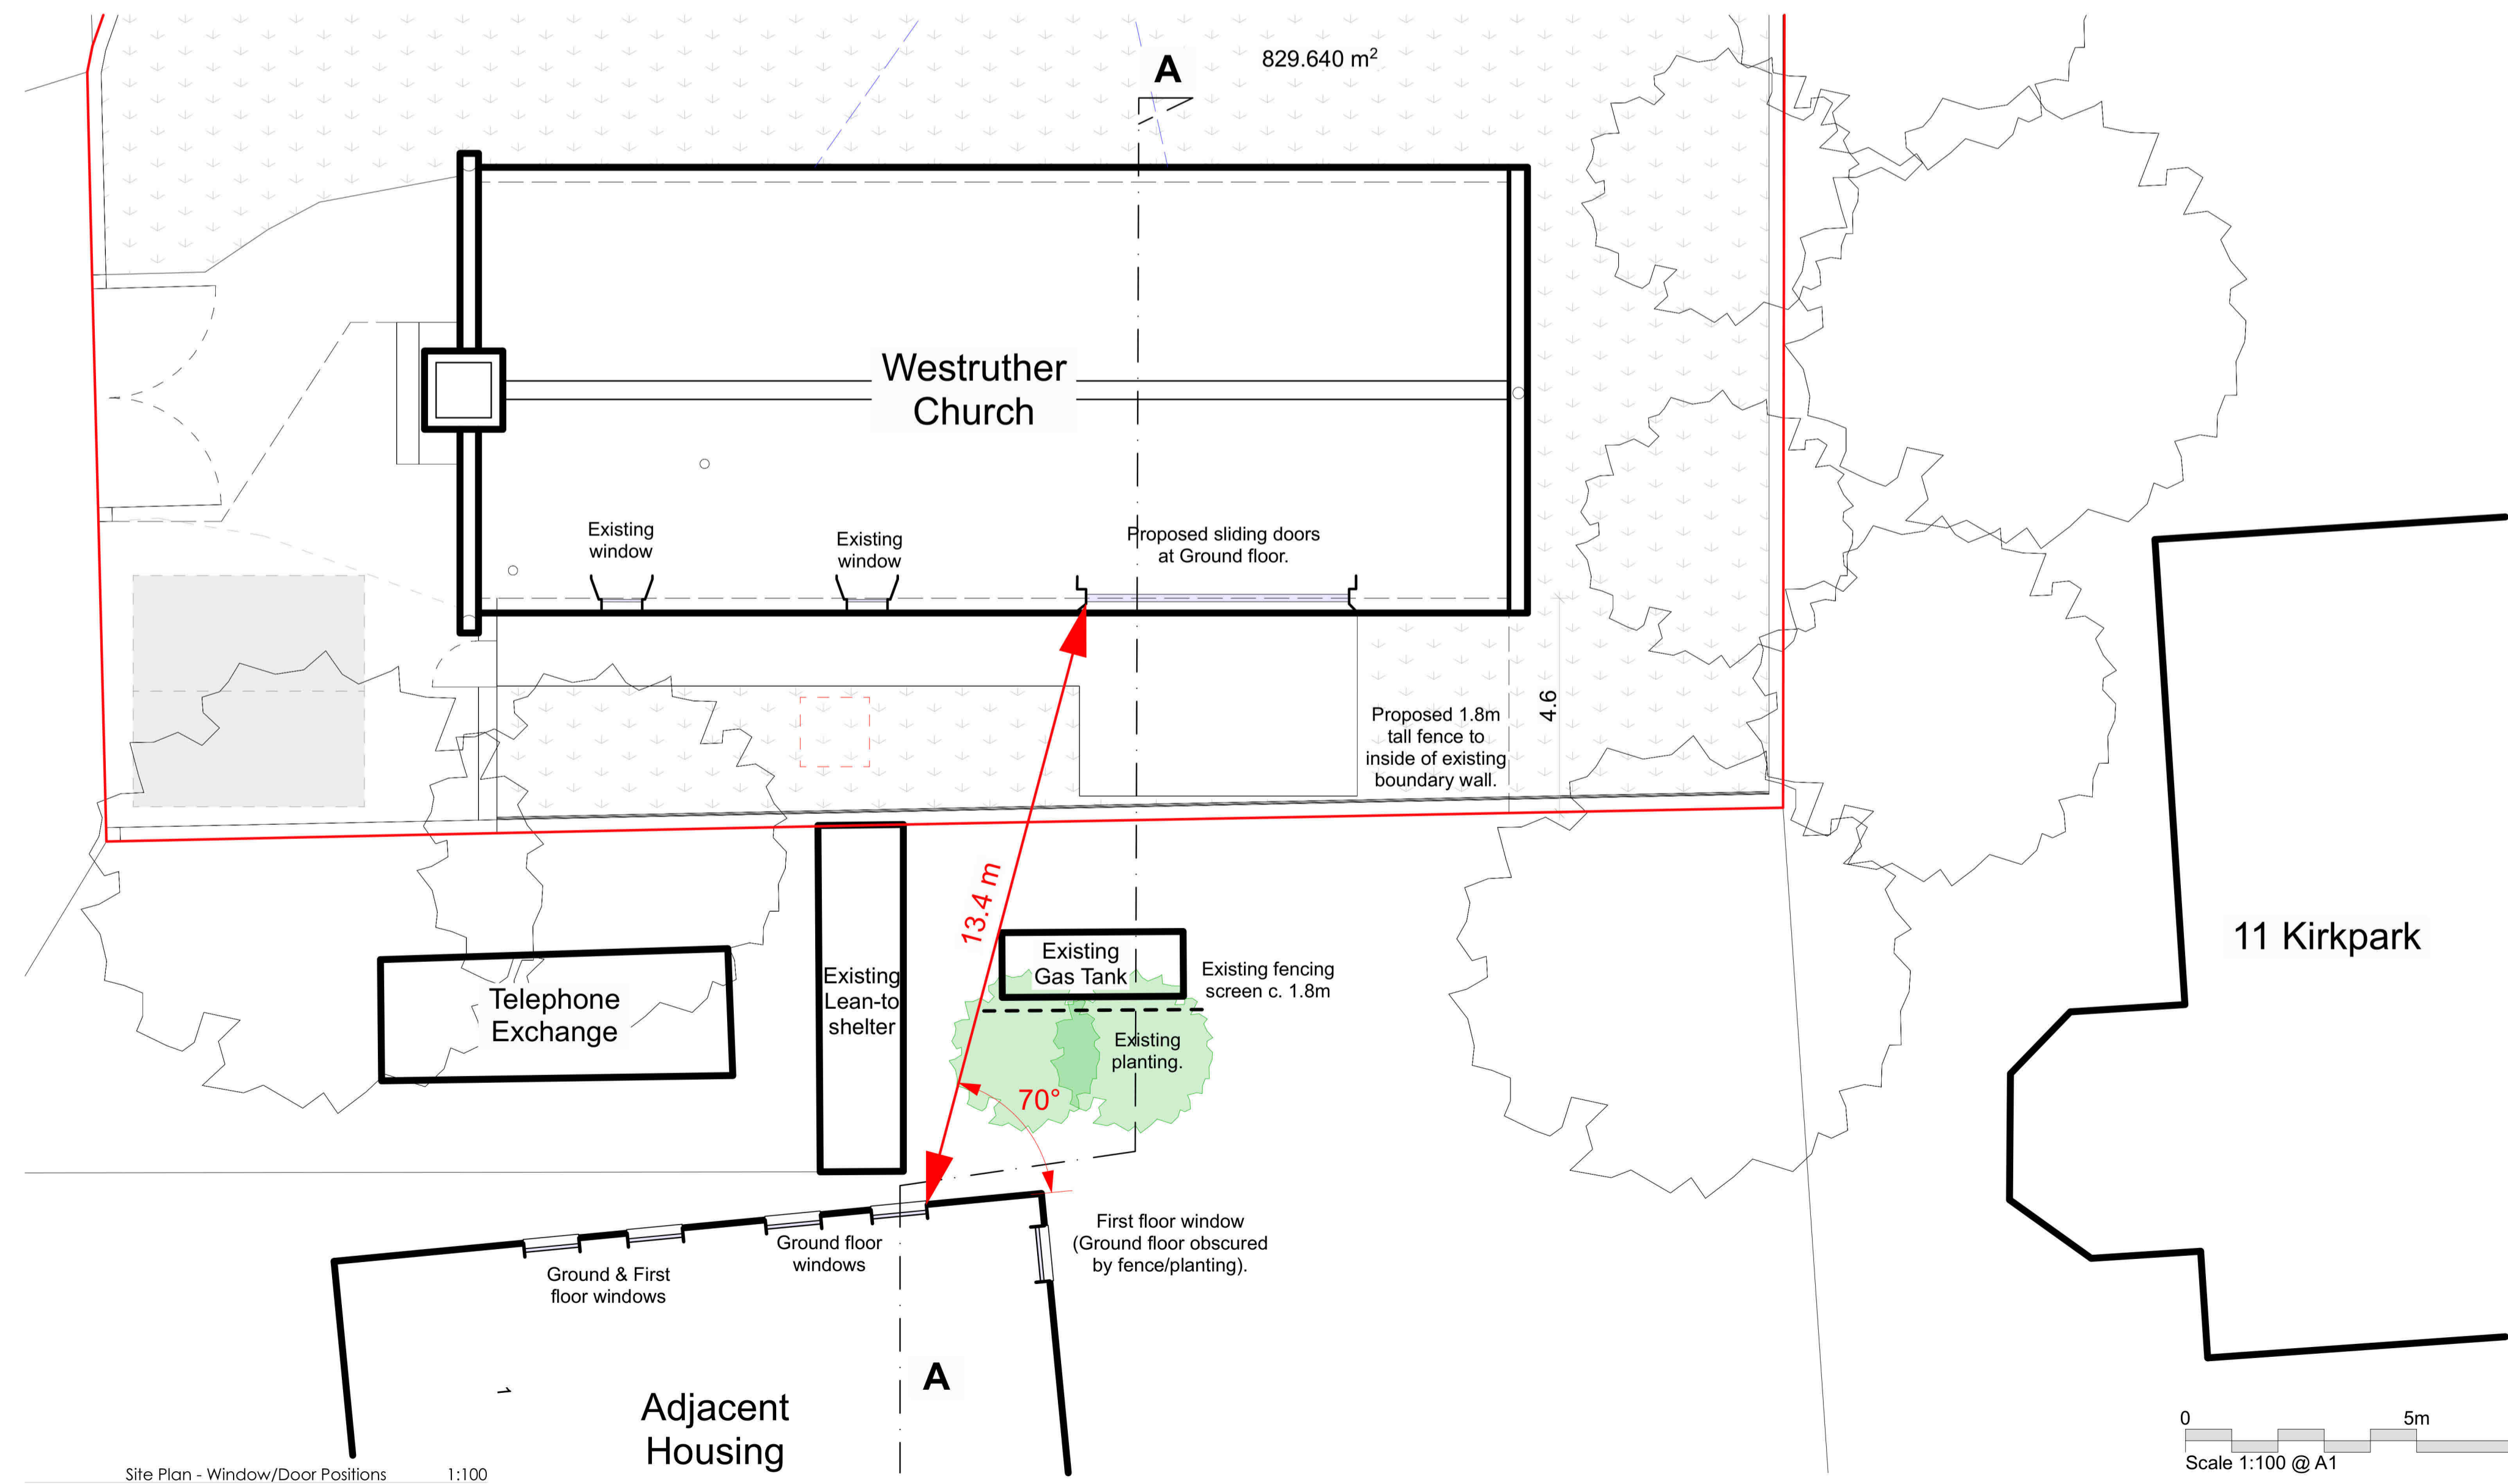 829.640 m²
A
Westruther
Church
Existing
window
Existing
window
Proposed sliding doors
at Ground floor.
4.6
Proposed 1.8m
tall fence to
inside of existing
boundary wall.
13.4 m
11 Kirkpark
Existing
Gas Tank
Existing fencing
screen c. 1.8m
Existing
Lean-to
shelter
Telephone
Exchange
Existing
planting.
70°
First floor window
(Ground floor obscured
by fence/planting).
Ground floor
windows
Ground & First
floor windows
A
1
Adjacent
Housing
0 5m
Scale 1:100 @ A1
Site Plan - Window/Door Positions 1:100